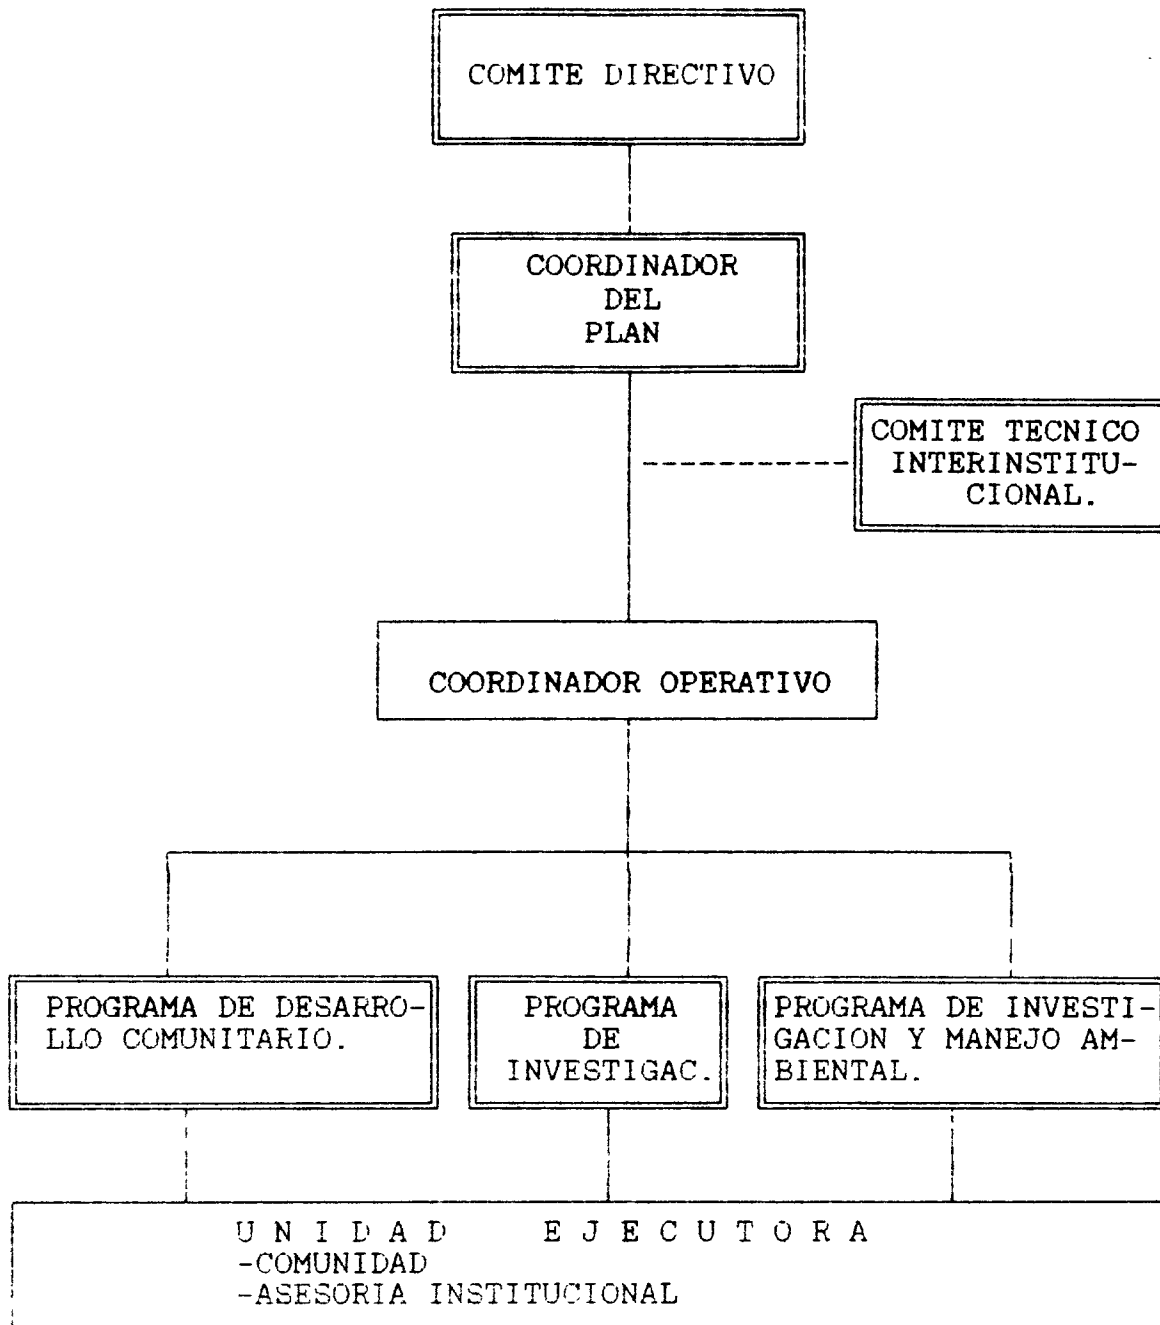 COMITE DIRECTIVO
COORDINADOR
DEL
PLAN
COMITE TECNICO
INTERINSTITU-
CIONAL.
COORDINADOR OPERATIVO
PROGRAMA DE DESARRO-
LLO COMUNITARIO.
PROGRAMA
DE
INVESTIGAC.
PROGRAMA DE INVESTI-
GACION Y MANEJO AM-
BIENTAL.
U N I D A D E J E C U T O R A
-COMUNIDAD
-ASESORIA INSTITUCIONAL